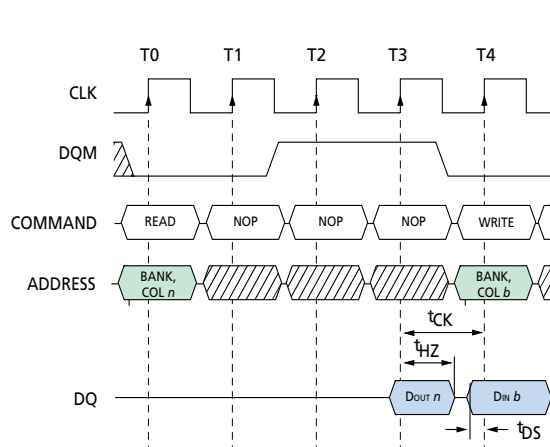 T0 T1 T2 T3 T4
CLK
DQM
COMMAND READ NOP NOP NOP WRITE
ADDRESS BANK, COL n BANK, COL b
tCK
tHZ
DQ DOUT n DIN b
tDS